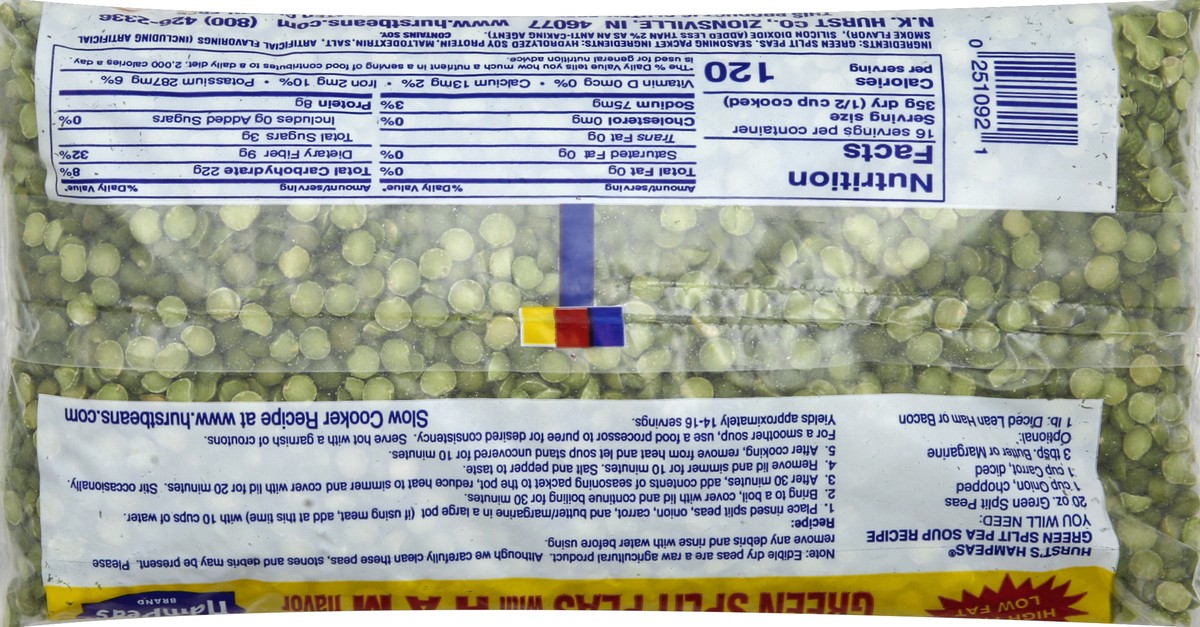 HIGH
LOW FAT
GREEN SPLIT PEAS with HAM flavor
HamPeas
BRAND
HURST'S HAMPEAS®
GREEN SPLIT PEA SOUP RECIPE
YOU WILL NEED:
20 oz. Green Split Peas
1 cup Onion, chopped
1 cup Carrot, diced
3 tbsp. Butter or Margarine
Optional:
1 lb. Diced Lean Ham or Bacon
Note: Edible dry peas are a raw agricultural product. Although we carefully clean these peas, stones and debris may be present. Please
remove any debris and rinse with water before using.
Recipe:
1. Place rinsed split peas, onion, carrot, and butter/margarine in a large pot (if using meat, add at this time) with 10 cups of water.
2. Bring to a boil, cover with lid and continue boiling for 30 minutes.
3. After 30 minutes, add contents of seasoning packet to the pot, reduce heat to simmer and cover with lid for 20 minutes. Stir occasionally.
4. Remove lid and simmer for 10 minutes. Salt and pepper to taste.
5. After cooking, remove from heat and let soup stand uncovered for 10 minutes.
For a smoother soup, use a food processor to puree for desired consistency. Serve hot with a garnish of croutons.
Yields approximately 14-16 servings.
Slow Cooker Recipe at www.hurstbeans.com
Nutrition
Facts
16 servings per container
Serving size
35g dry (1/2 cup cooked)
Calories
per serving
120
Amount/serving %Daily Value*
Total Fat 0g 0%
Saturated Fat 0g 0%
Trans Fat 0g
Cholesterol 0mg 0%
Sodium 75mg 3%
Amount/serving %Daily Value*
Total Carbohydrate 22g 8%
Dietary Fiber 9g 32%
Total Sugars 3g
Includes 0g Added Sugars 0%
Protein 8g
Vitamin D 0mcg 0% • Calcium 13mg 2% • Iron 2mg 10% • Potassium 287mg 6%
*The % Daily Value tells you how much a nutrient in a serving of food contributes to a daily diet. 2,000 calories a day
is used for general nutrition advice.
0 251092 1
INGREDIENTS: GREEN SPLIT PEAS. SEASONING PACKET INGREDIENTS: HYDROLYZED SOY PROTEIN, MALTODEXTRIN, SALT, ARTIFICIAL FLAVORINGS (INCLUDING ARTIFICIAL
SMOKE FLAVOR), SILICON DIOXIDE (ADDED LESS THAN 2% AS AN ANTI-CAKING AGENT). CONTAINS SOY.
N.K. HURST CO., ZIONSVILLE, IN 46077 www.hurstbeans.com (800) 426-2336